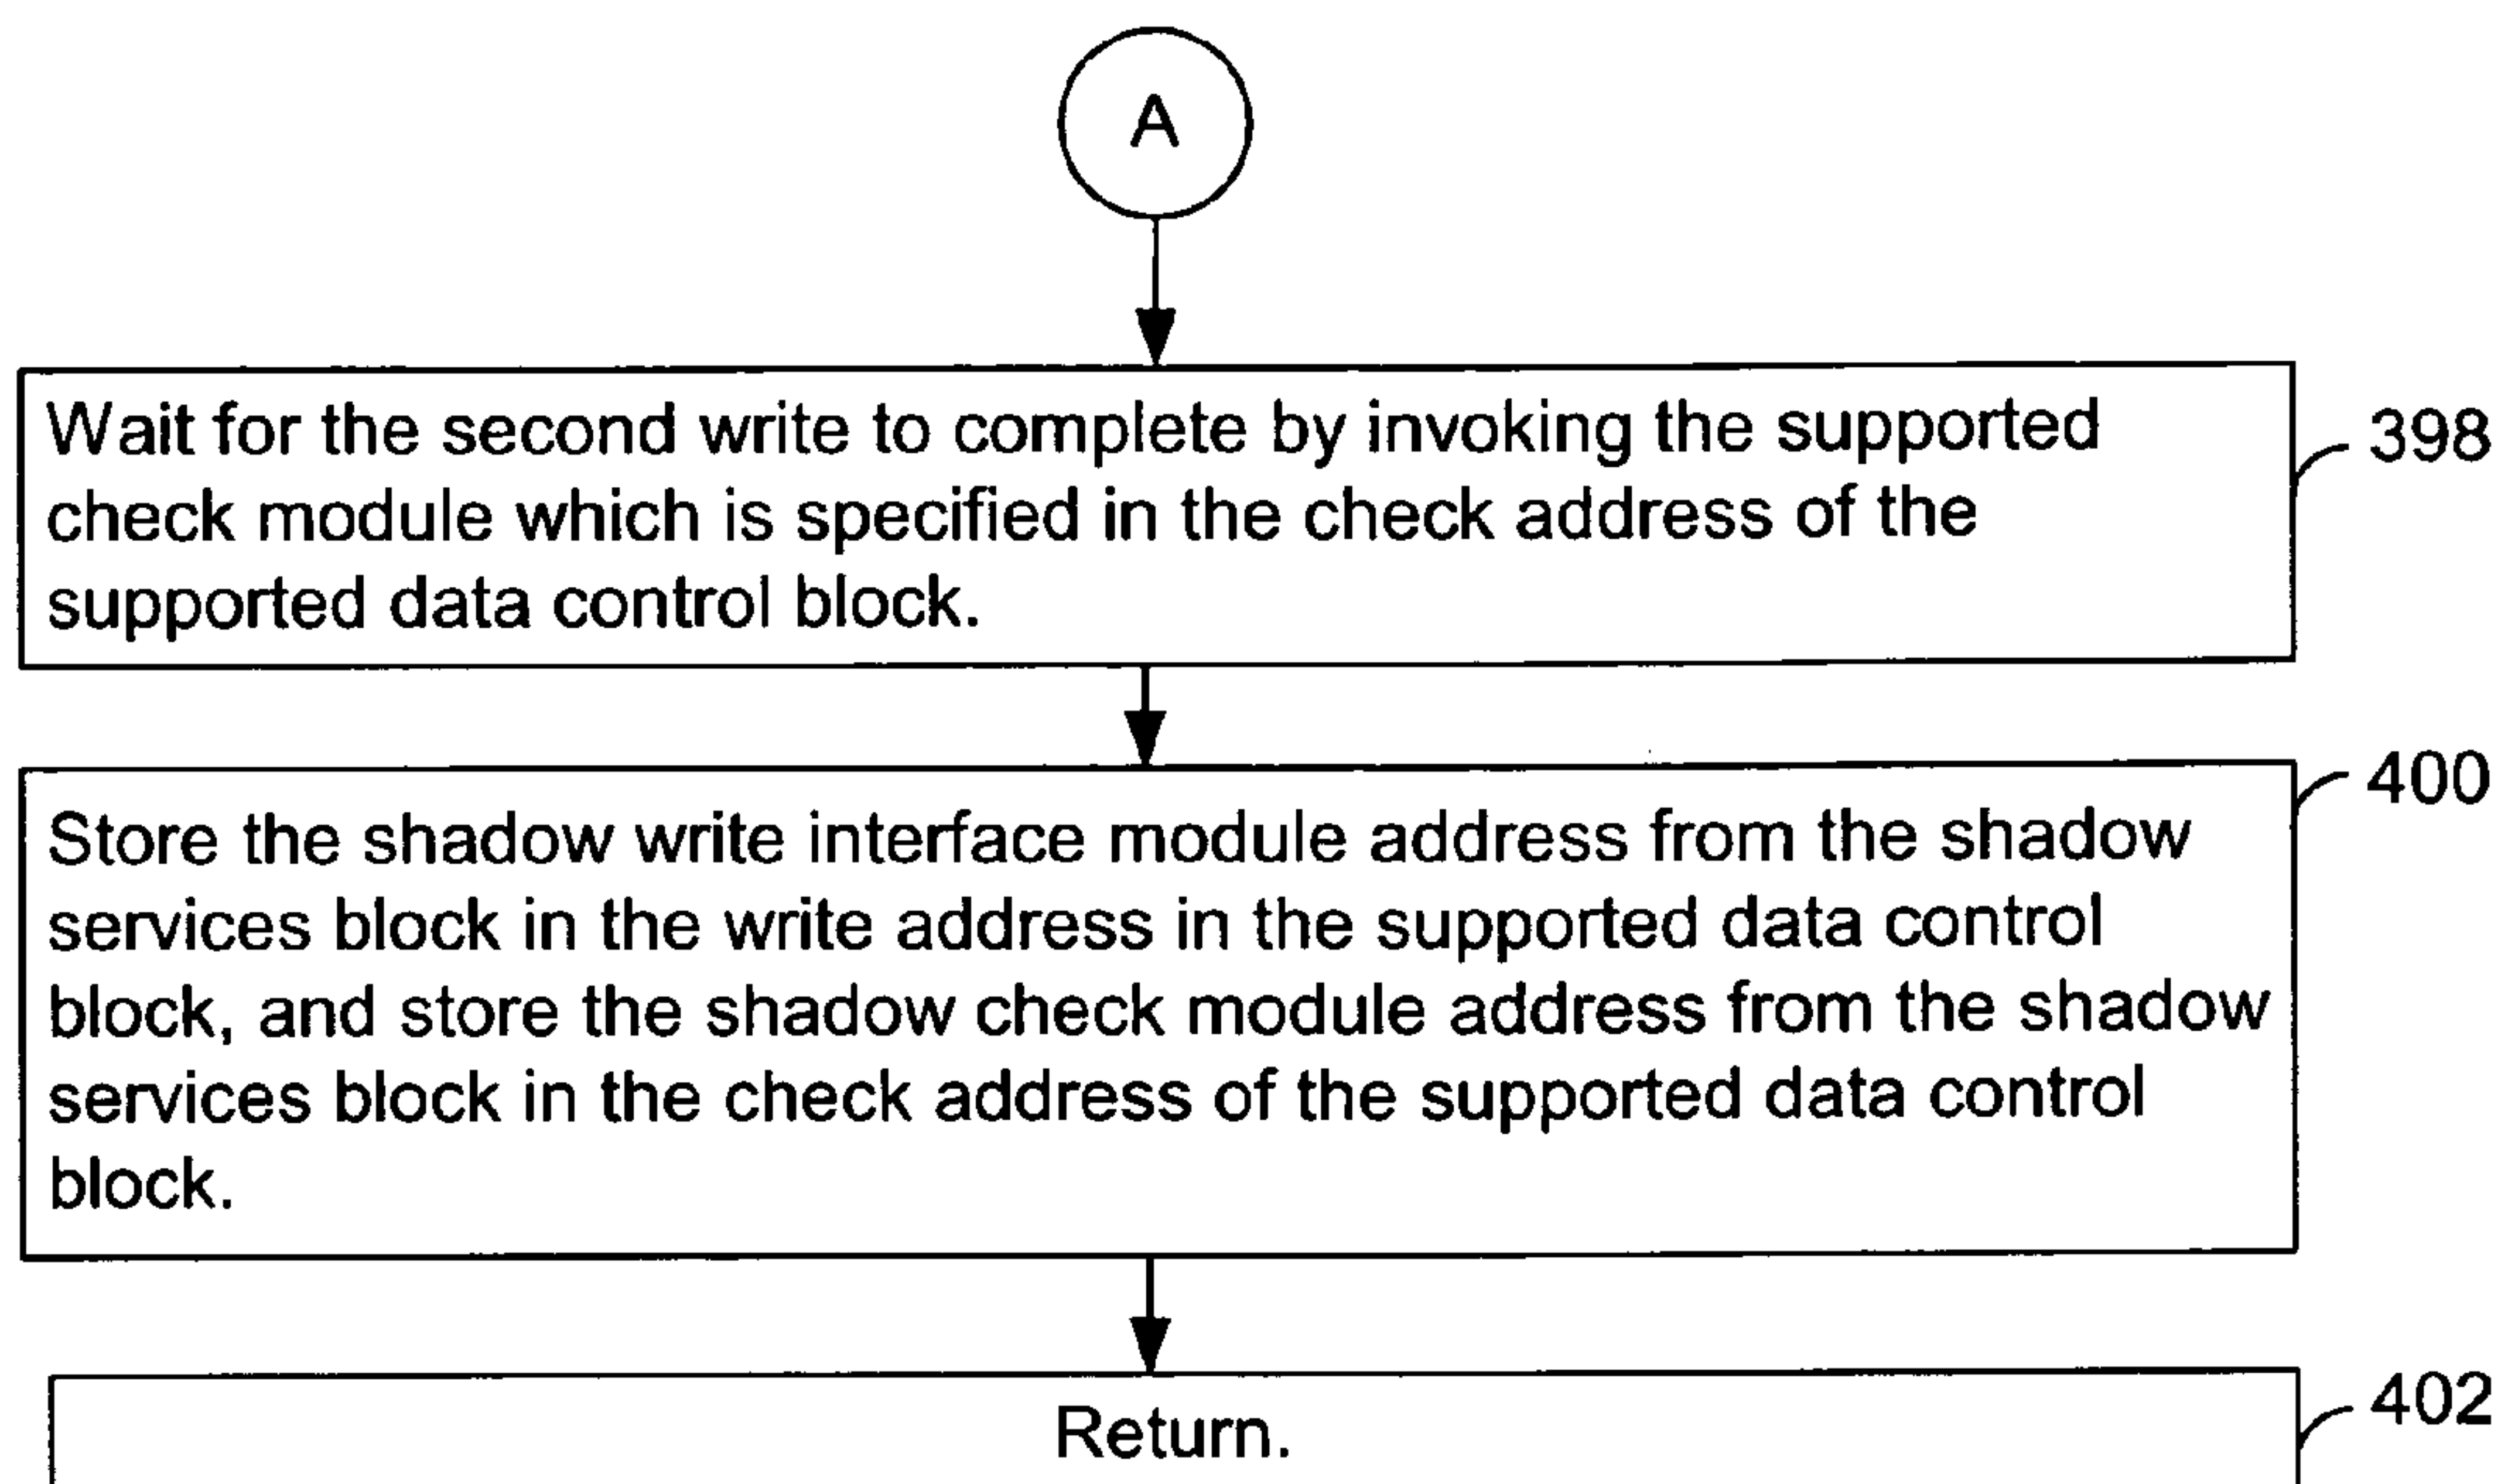 A
Wait for the second write to complete by invoking the supported
check module which is specified in the check address of the
supported data control block.
398
Store the shadow write interface module address from the shadow
services block in the write address in the supported data control
block, and store the shadow check module address from the shadow
services block in the check address of the supported data control
block.
400
Return.
402